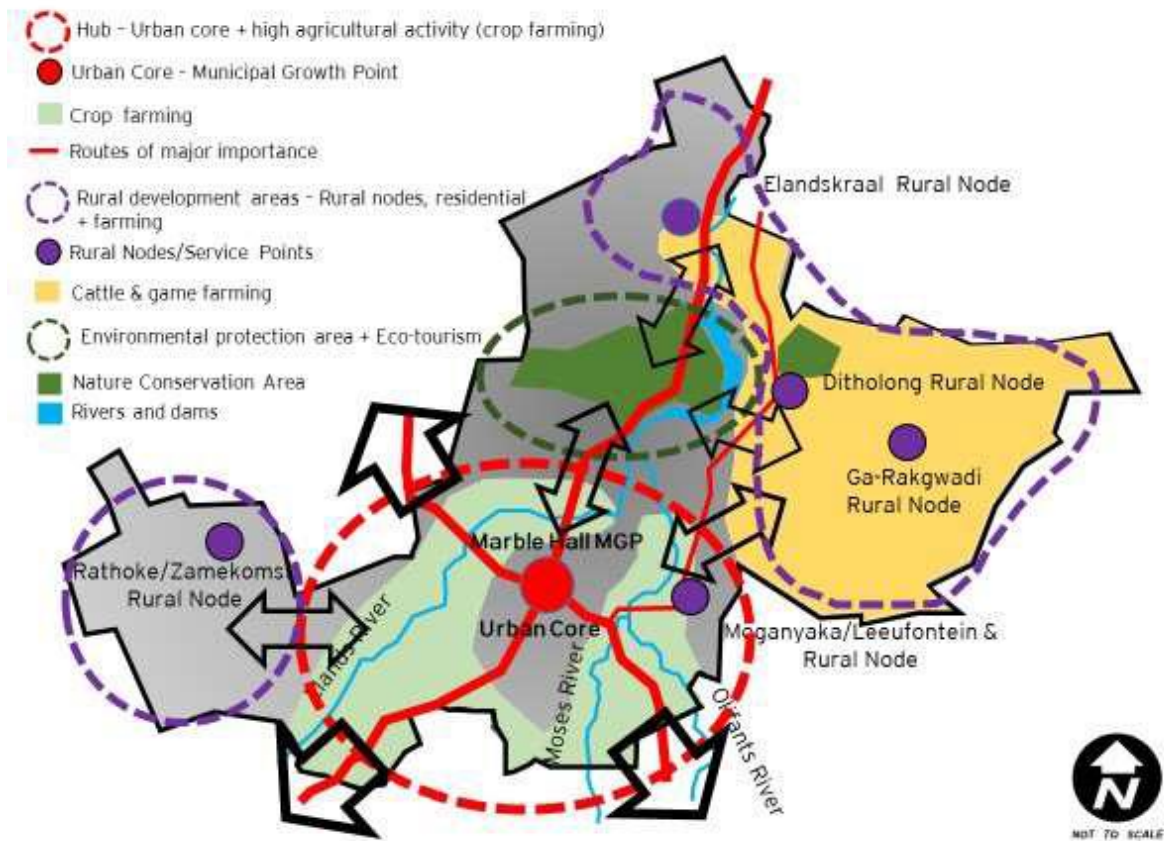 Hub - Urban core + high agricultural activity (crop farming)
Urban Core - Municipal Growth Point
Crop farming
Routes of major importance
Rural development areas - Rural nodes, residential
+ farming
Rural Nodes/Service Points
Cattle & game farming
Environmental protection area + Eco-tourism
Nature Conservation Area
Rivers and dams
Elandskraal Rural Node
Ditholong Rural Node
Ga-Rakgwadi
Rural Node
Marble Hall MGP
Urban Core
Rathoke/Zamekomst
Rural Node
Moganyaka/Leeufontein &
Rural Node
lands River
Moses River
Olifants River
N
NOT TO SCALE